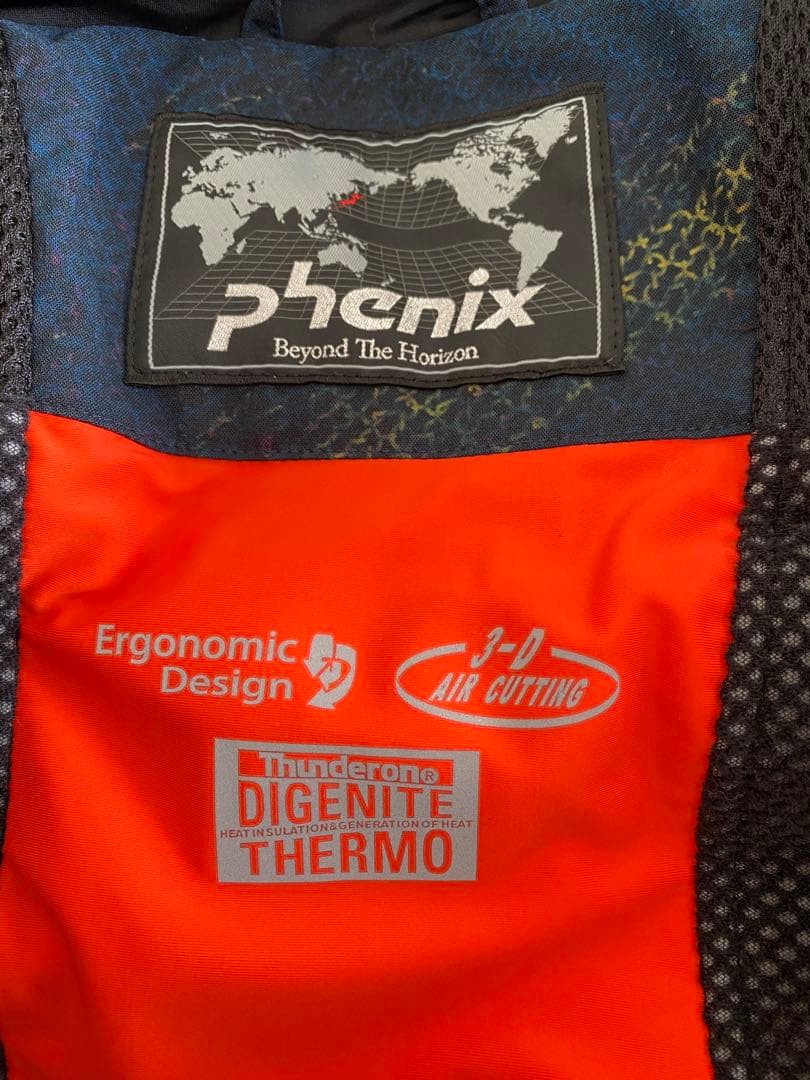 phenix
Beyond The Horizon
Ergonomic
Design
3-D
AIR CUTTING
Thunderon®
DIGENITE
HEAT INSULATION & GENERATION OF HEAT
THERMO